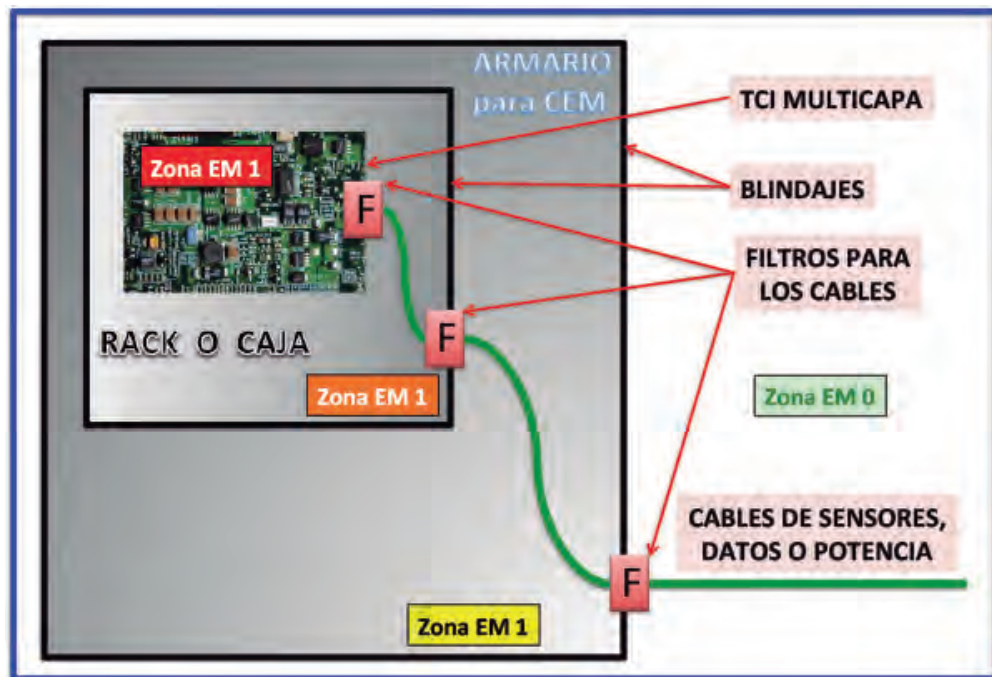 ARMARIO
para CEM
TCI MULTICAPA
Zona EM 1
BLINDAJES
F
FILTROS PARA
LOS CABLES
F
RACK O CAJA
Zona EM 1
Zona EM 0
CABLES DE SENSORES,
DATOS O POTENCIA
F
Zona EM 1